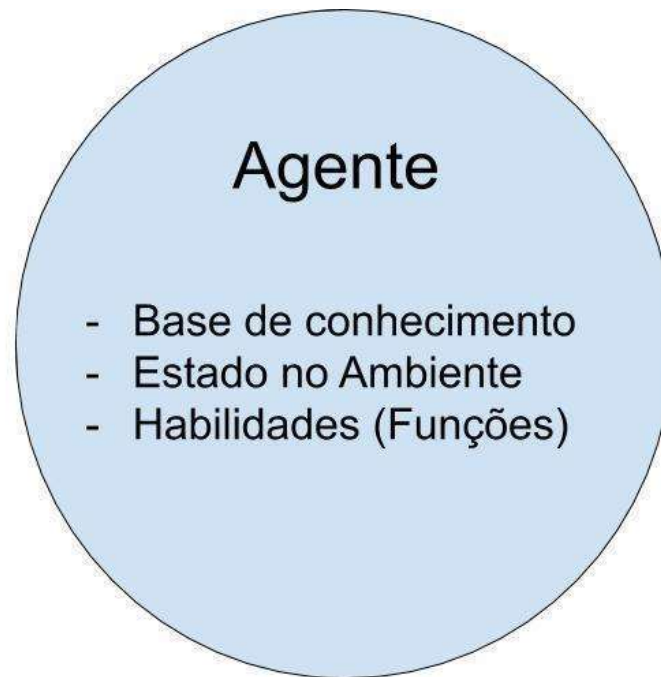 Agente
- Base de conhecimento
- Estado no Ambiente
- Habilidades (Funções)